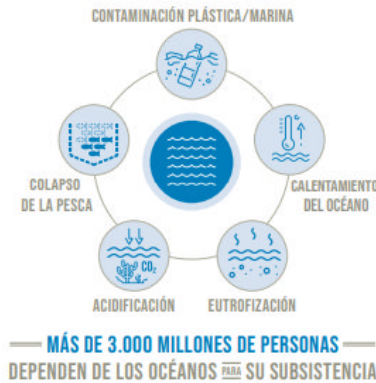 CONTAMINACIÓN PLÁSTICA/MARINA
COLAPSO
DE LA PESCA
CALENTAMIENTO
DEL OCÉANO
CO₂
ACIDIFICACIÓN
EUTROFIZACIÓN
MÁS DE 3.000 MILLONES DE PERSONAS
DEPENDEN DE LOS OCÉANOS PARA SU SUBSISTENCIA